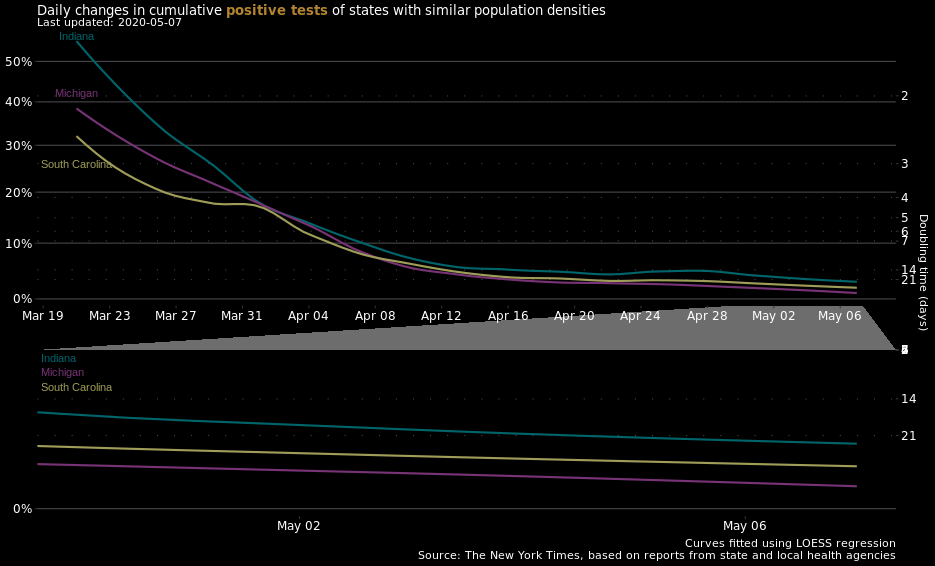 Daily changes in cumulative positive tests of states with similar population densities
Last updated: 2020-05-07
Indiana
50%
Michigan
2
40%
30%
South Carolina
3
20%
4
5
6
7
10%
14
21
0%
Doubling time (days)
Mar 19 Mar 23 Mar 27 Mar 31 Apr 04 Apr 08 Apr 12 Apr 16 Apr 20 Apr 24 Apr 28 May 02 May 06
Indiana
Michigan
South Carolina
14
21
0%
May 02 May 06
Curves fitted using LOESS regression
Source: The New York Times, based on reports from state and local health agencies